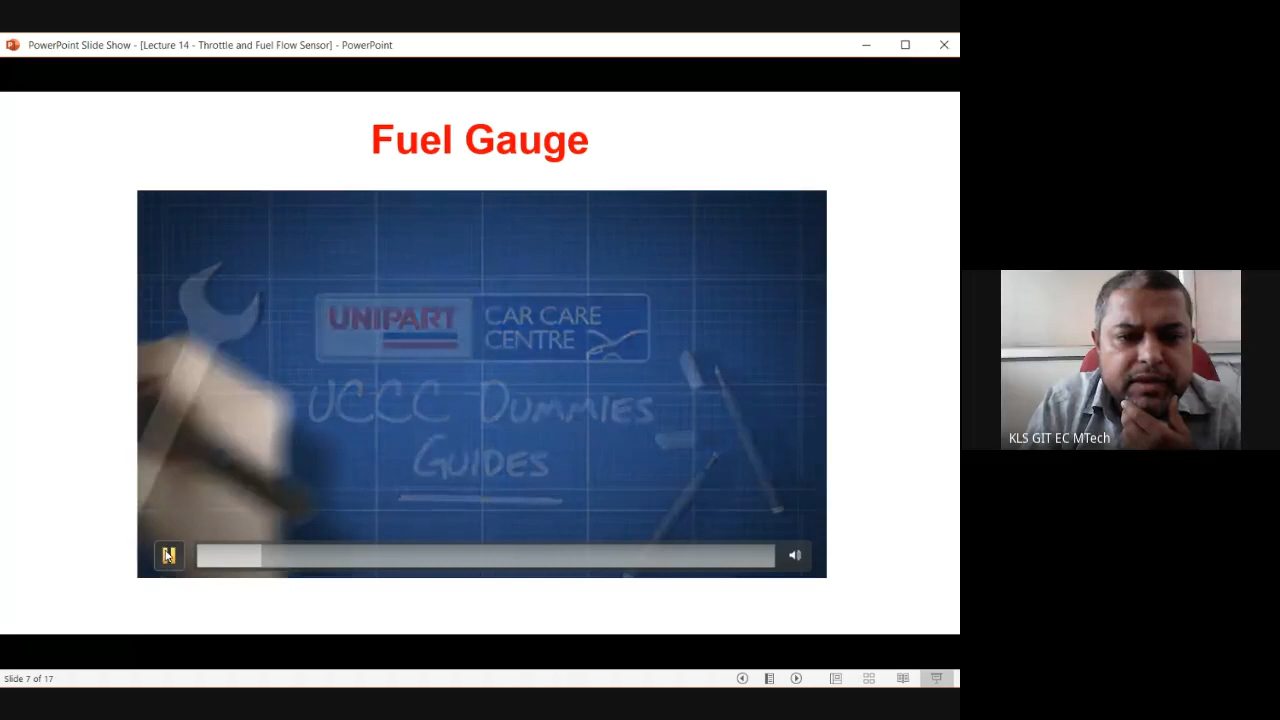 PowerPoint Slide Show - [Lecture 14 - Throttle and Fuel Flow Sensor] - PowerPoint
Fuel Gauge
UNIPART
CAR CARE
CENTRE
UCCC DUMMIES
GUIDES
KLS GIT EC MTech
Slide 7 of 17